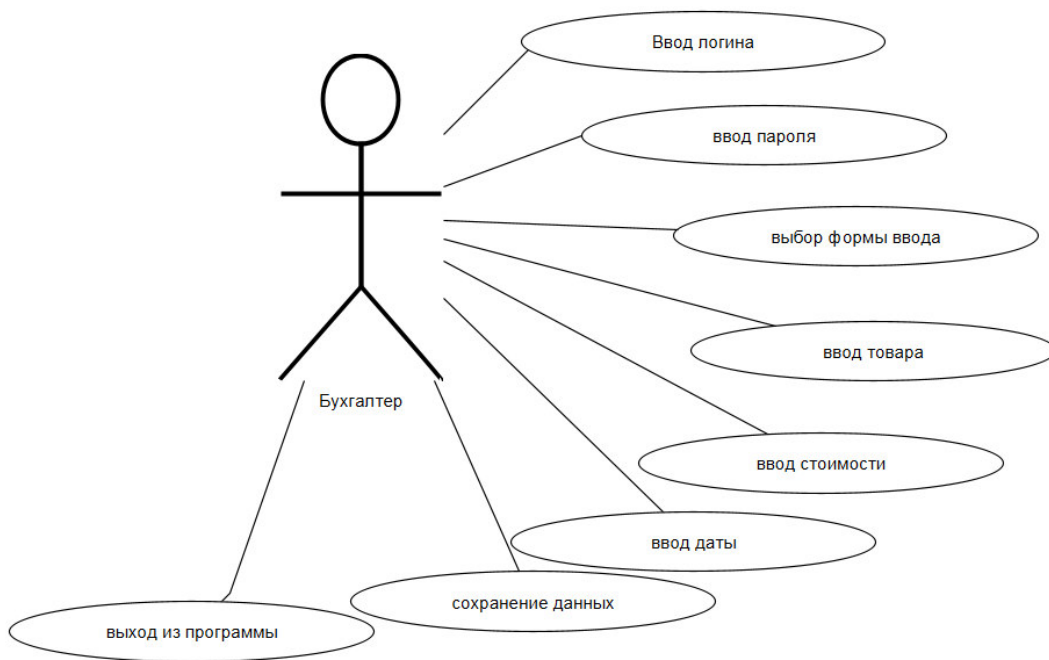 Ввод логина
ввод пароля
выбор формы ввода
ввод товара
Бухгалтер
ввод стоимости
ввод даты
сохранение данных
выход из программы